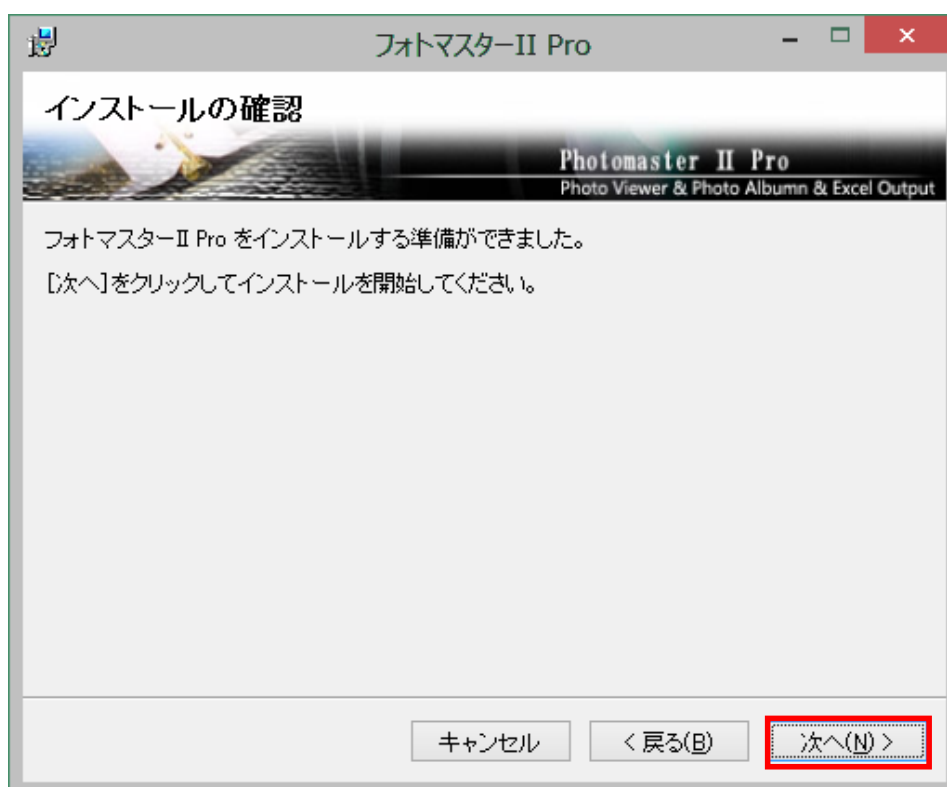 フォトマスターII Pro
インストールの確認
Photomaster II Pro
Photo Viewer & Photo Albumn & Excel Output
フォトマスターII Pro をインストールする準備ができました。
[次へ]をクリックしてインストールを開始してください。
キャンセル
< 戻る(B)
次へ(N) >